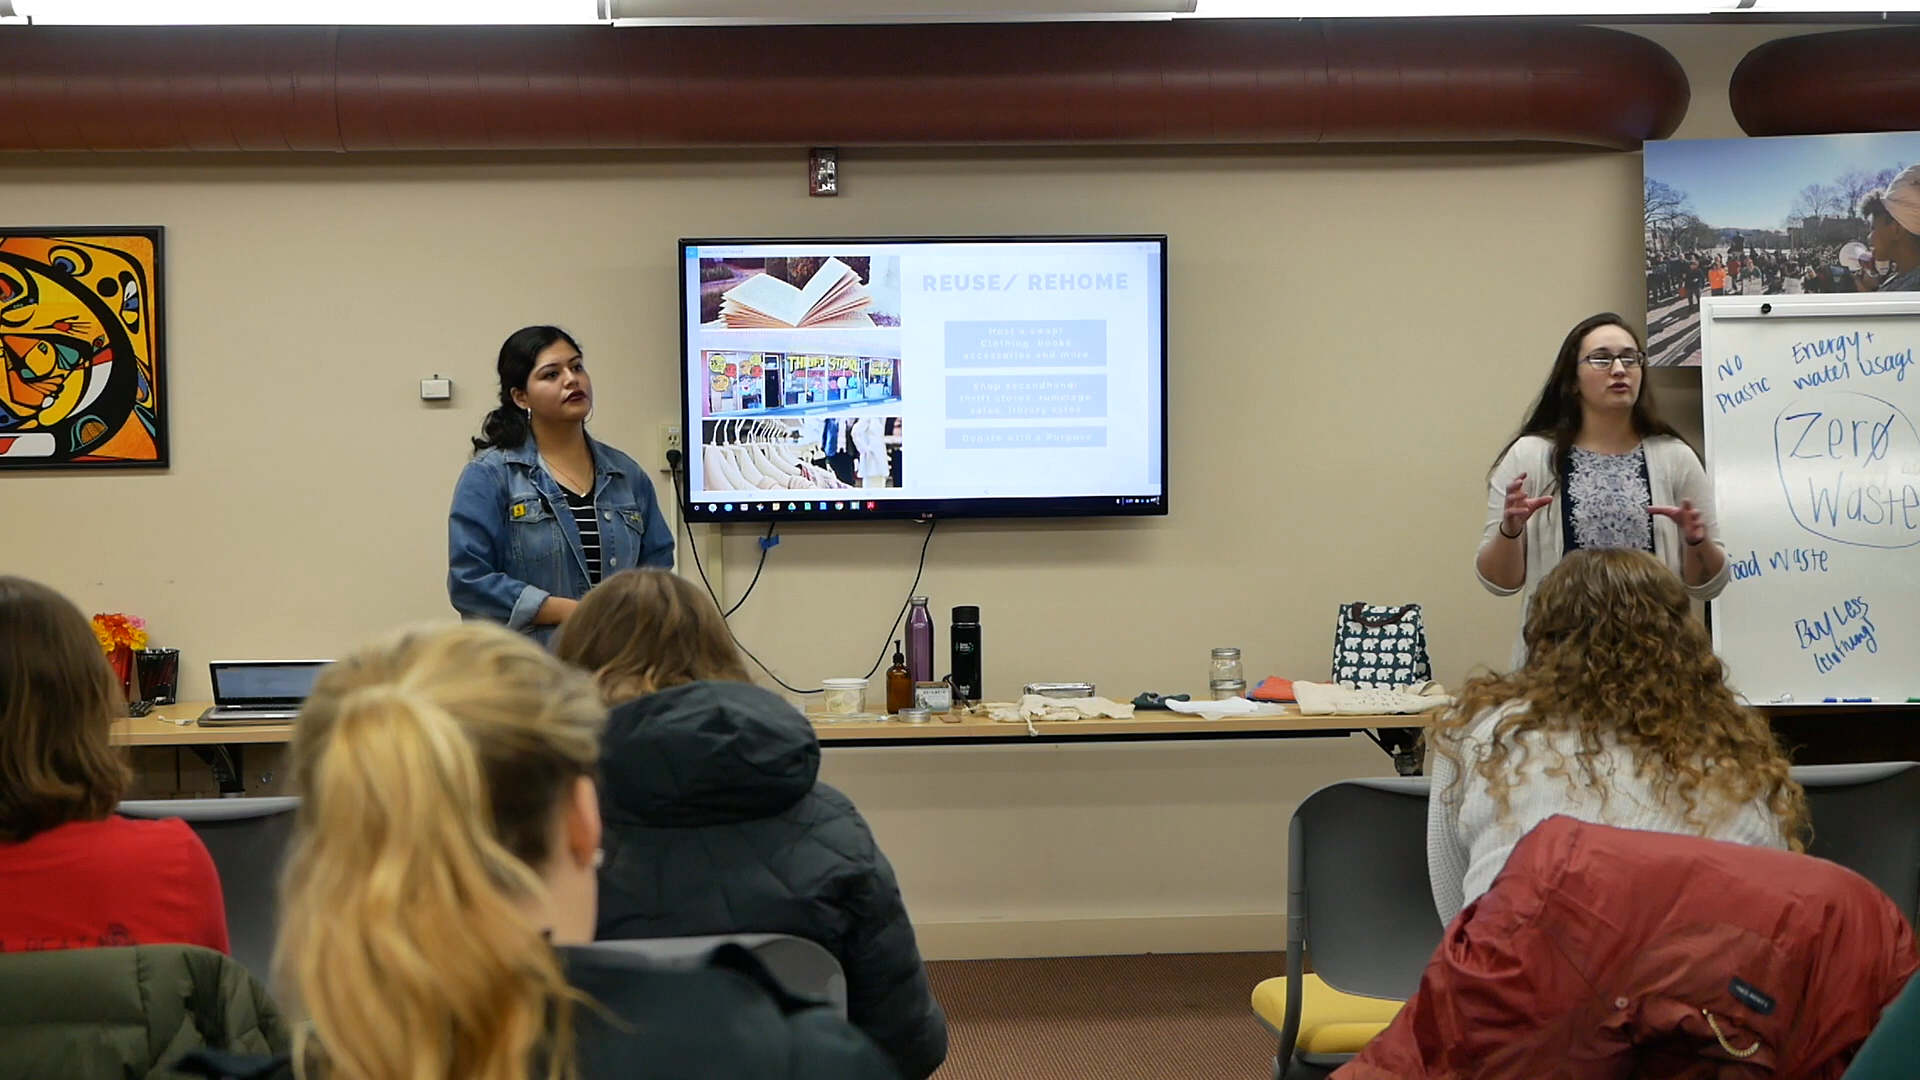 REUSE/ REHOME
Host a swap!
Clothing, books
accessories and more
Shop secondhand:
thrift stores, rummage
sales, library sales
Donate with a Purpose
THRIFT STORE
LG
No
Plastic
Energy +
water Usage
Zero
Waste
Food Waste
Buy Less
(clothing)